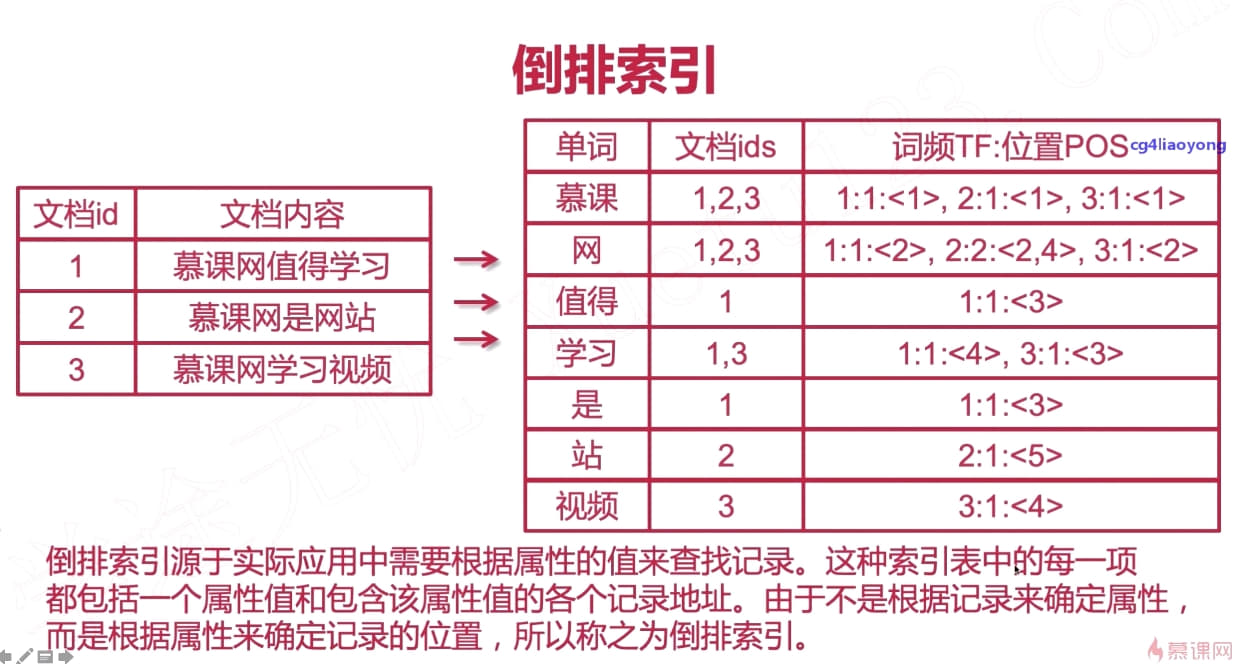 倒排索引
文档id 文档内容
1 慕课网值得学习
2 慕课网是网站
3 慕课网学习视频
单词 文档ids 词频TF:位置POS
cg4liaoyong
慕课 1,2,3 1:1:<1>, 2:1:<1>, 3:1:<1>
网 1,2,3 1:1:<2>, 2:2:<2,4>, 3:1:<2>
值得 1 1:1:<3>
学习 1,3 1:1:<4>, 3:1:<3>
是 1 1:1:<3>
站 2 2:1:<5>
视频 3 3:1:<4>
倒排索引源于实际应用中需要根据属性的值来查找记录。这种索引表中的每一项
都包括一个属性值和包含该属性值的各个记录地址。由于不是根据记录来确定属性，
而是根据属性来确定记录的位置，所以称之为倒排索引。
慕课网